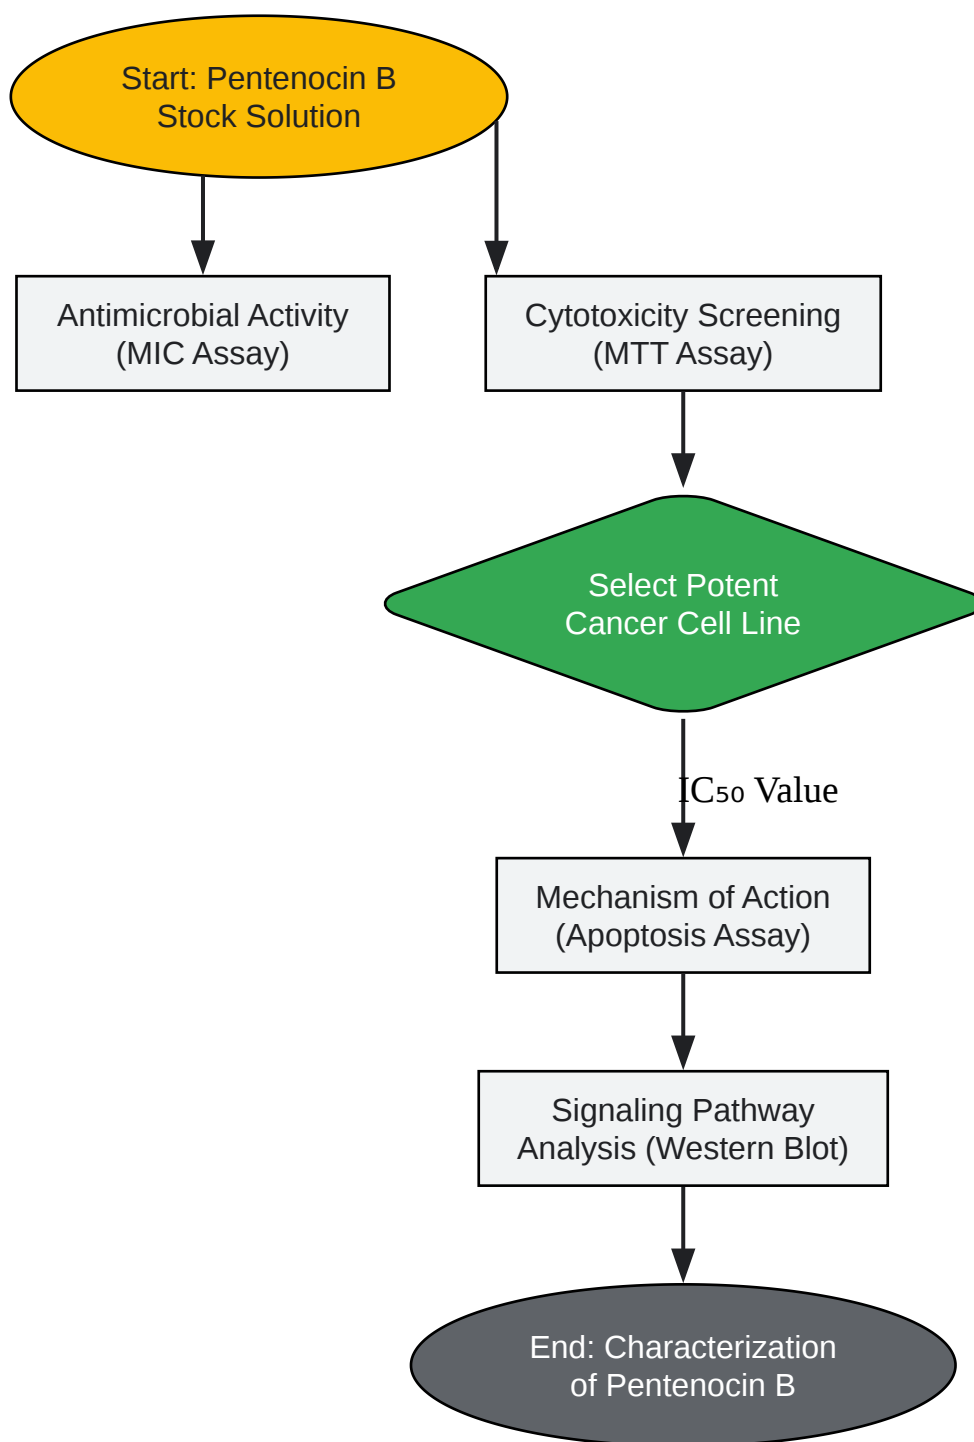 Start: Pentenocin B
Stock Solution
Antimicrobial Activity
(MIC Assay)
Cytotoxicity Screening
(MTT Assay)
Select Potent
Cancer Cell Line
IC₅₀ Value
Mechanism of Action
(Apoptosis Assay)
Signaling Pathway
Analysis (Western Blot)
End: Characterization
of Pentenocin B